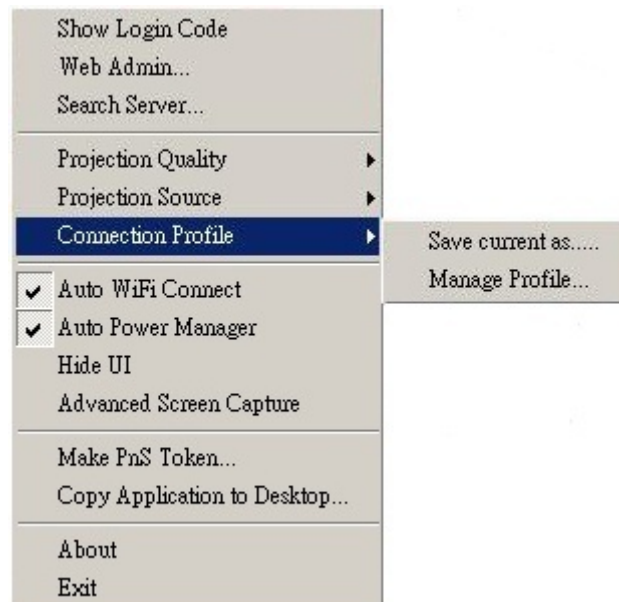 Show Login Code
Web Admin...
Search Server...
Projection Quality
Projection Source
Connection Profile
Save current as.....
Manage Profile...
Auto WiFi Connect
Auto Power Manager
Hide UI
Advanced Screen Capture
Make PnS Token...
Copy Application to Desktop...
About
Exit